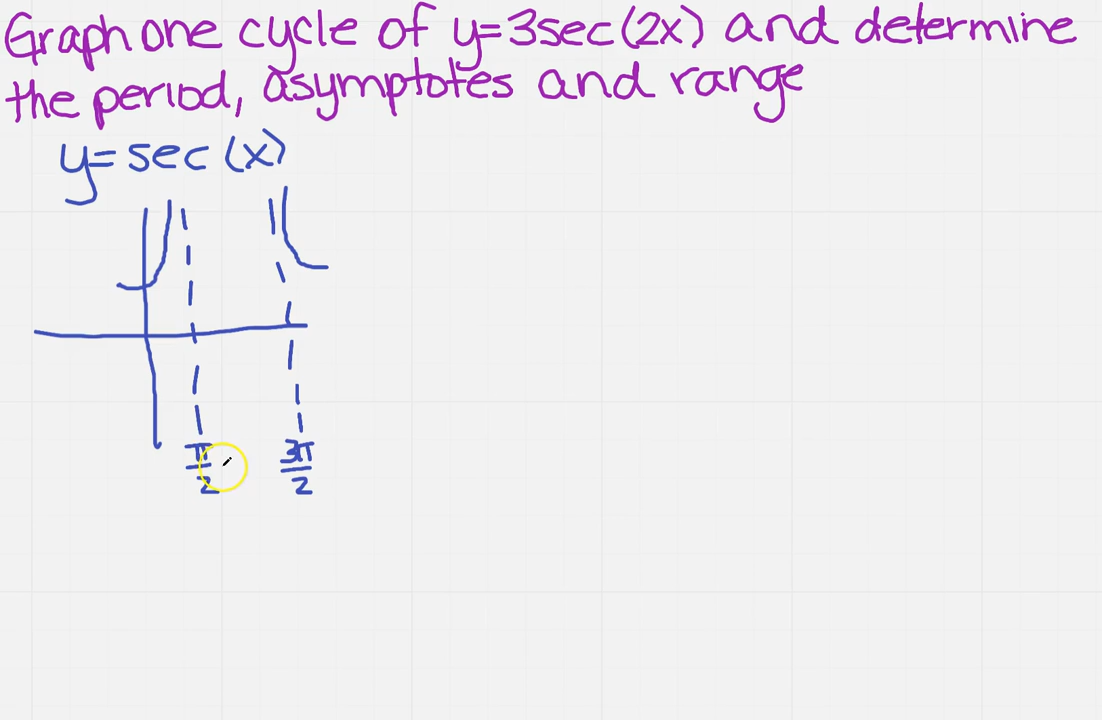 Graph one cycle of y=3sec(2x) and determine
the period, asymptotes and range
y=sec(x)
π/2 3π/2